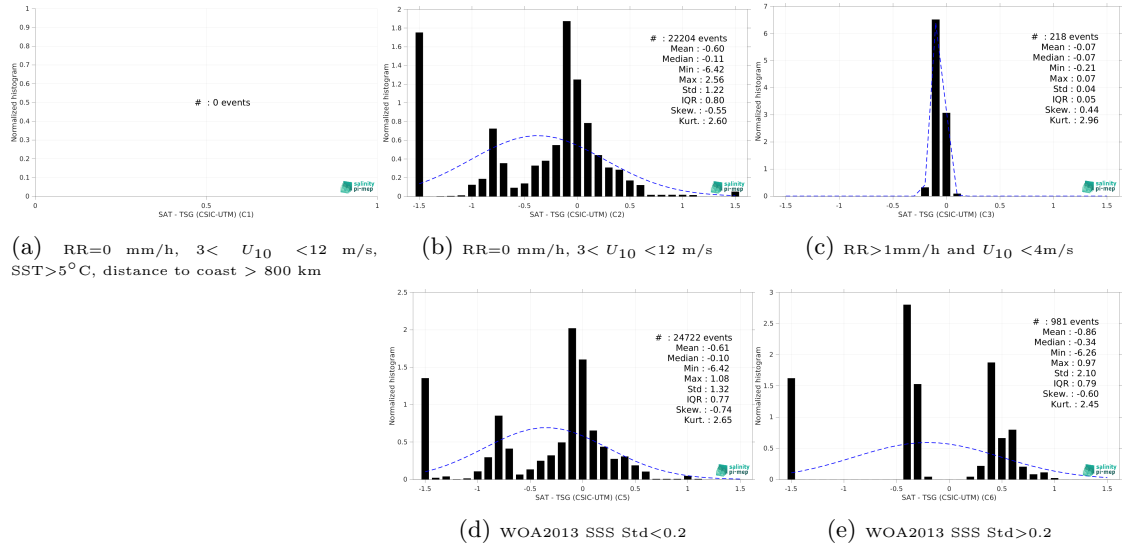 1
0.9
0.8
0.7
0.6
0.5
0.4
0.3
0.2
0.1
0
Normalized histogram
# : 0 events
salinity
pi-mep
0 0.5 1
SAT - TSG (CSIC-UTM) (C1)
(a) RR=0 mm/h, 3< U10 <12 m/s,
SST>5°C, distance to coast > 800 km
2
1.8
1.6
1.4
1.2
1
0.8
0.6
0.4
0.2
0
Normalized histogram
# : 22204 events
Mean : -0.60
Median : -0.11
Min : -6.42
Max : 2.56
Std : 1.22
IQR : 0.80
Skew. : -0.55
Kurt. : 2.60
salinity
pi-mep
-1.5 -1 -0.5 0 0.5 1 1.5
SAT - TSG (CSIC-UTM) (C2)
(b) RR=0 mm/h, 3< U10 <12 m/s
7
6
5
4
3
2
1
0
Normalized histogram
# : 218 events
Mean : -0.07
Median : -0.07
Min : -0.21
Max : 0.07
Std : 0.04
IQR : 0.05
Skew. : 0.44
Kurt. : 2.96
salinity
pi-mep
-1.5 -1 -0.5 0 0.5 1 1.5
SAT - TSG (CSIC-UTM) (C3)
(c) RR>1mm/h and U10 <4m/s
2.5
2
1.5
1
0.5
0
Normalized histogram
# : 24722 events
Mean : -0.61
Median : -0.10
Min : -6.42
Max : 1.08
Std : 1.32
IQR : 0.77
Skew. : -0.74
Kurt. : 2.65
salinity
pi-mep
-1.5 -1 -0.5 0 0.5 1 1.5
SAT - TSG (CSIC-UTM) (C5)
(d) WOA2013 SSS Std<0.2
3
2.5
2
1.5
1
0.5
0
Normalized histogram
# : 981 events
Mean : -0.86
Median : -0.34
Min : -6.26
Max : 0.97
Std : 2.10
IQR : 0.79
Skew. : -0.60
Kurt. : 2.45
salinity
pi-mep
-1.5 -1 -0.5 0 0.5 1 1.5
SAT - TSG (CSIC-UTM) (C6)
(e) WOA2013 SSS Std>0.2